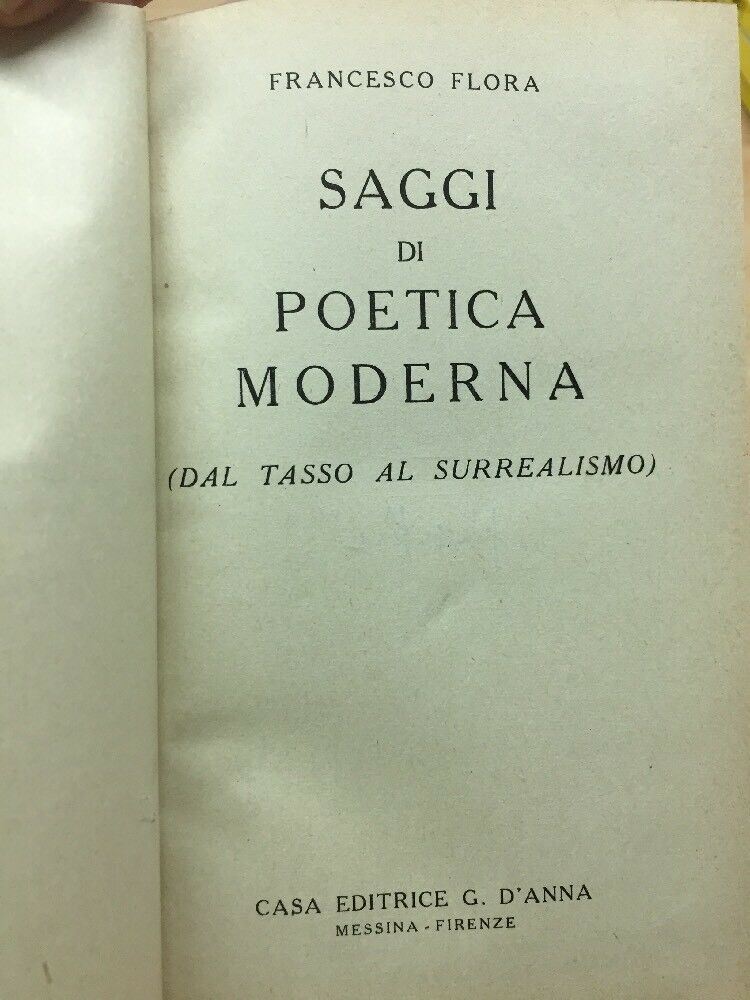 FRANCESCO FLORA
SAGGI
DI
POETICA
MODERNA
(DAL TASSO AL SURREALISMO)
CASA EDITRICE G. D'ANNA
MESSINA - FIRENZE